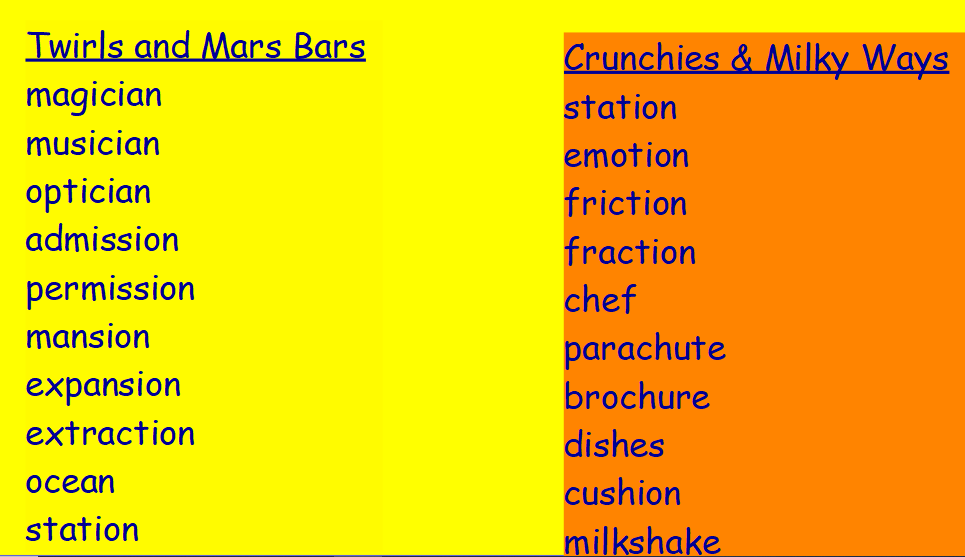 Twirls and Mars Bars
magician
musician
optician
admission
permission
mansion
expansion
extraction
ocean
station
Crunchies & Milky Ways
station
emotion
friction
fraction
chef
parachute
brochure
dishes
cushion
milkshake